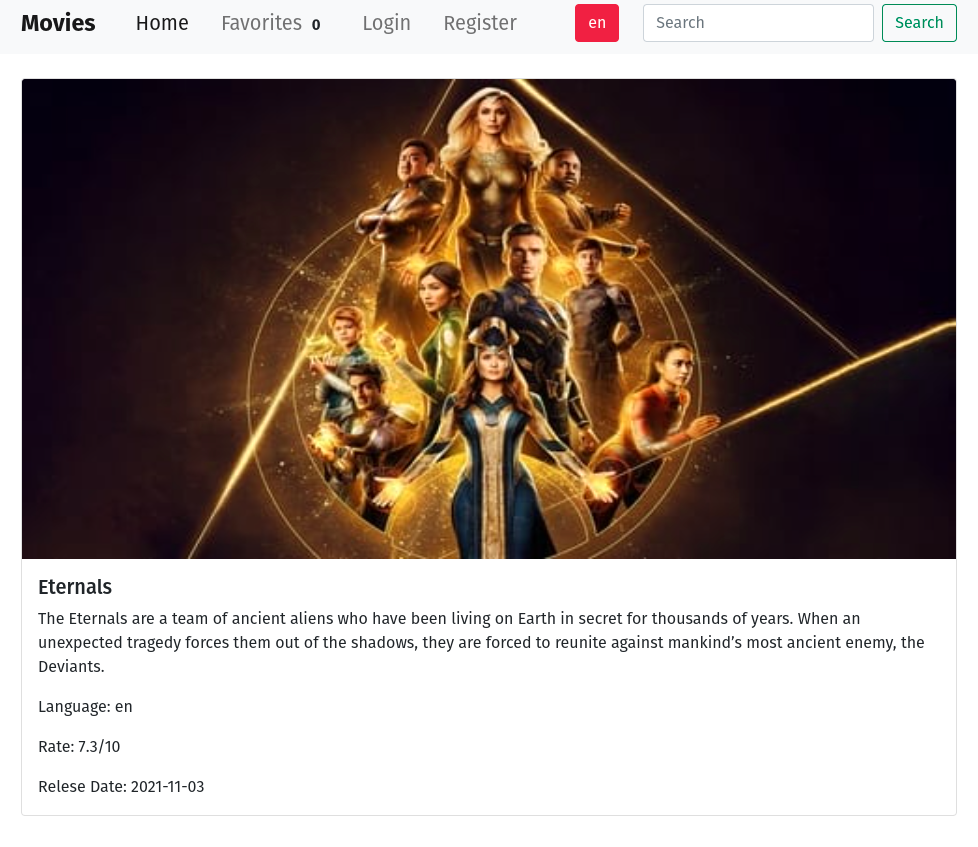 Movies Home Favorites 0 Login Register en Search Search
Eternals
The Eternals are a team of ancient aliens who have been living on Earth in secret for thousands of years. When an
unexpected tragedy forces them out of the shadows, they are forced to reunite against mankind’s most ancient enemy, the
Deviants.
Language: en
Rate: 7.3/10
Relese Date: 2021-11-03